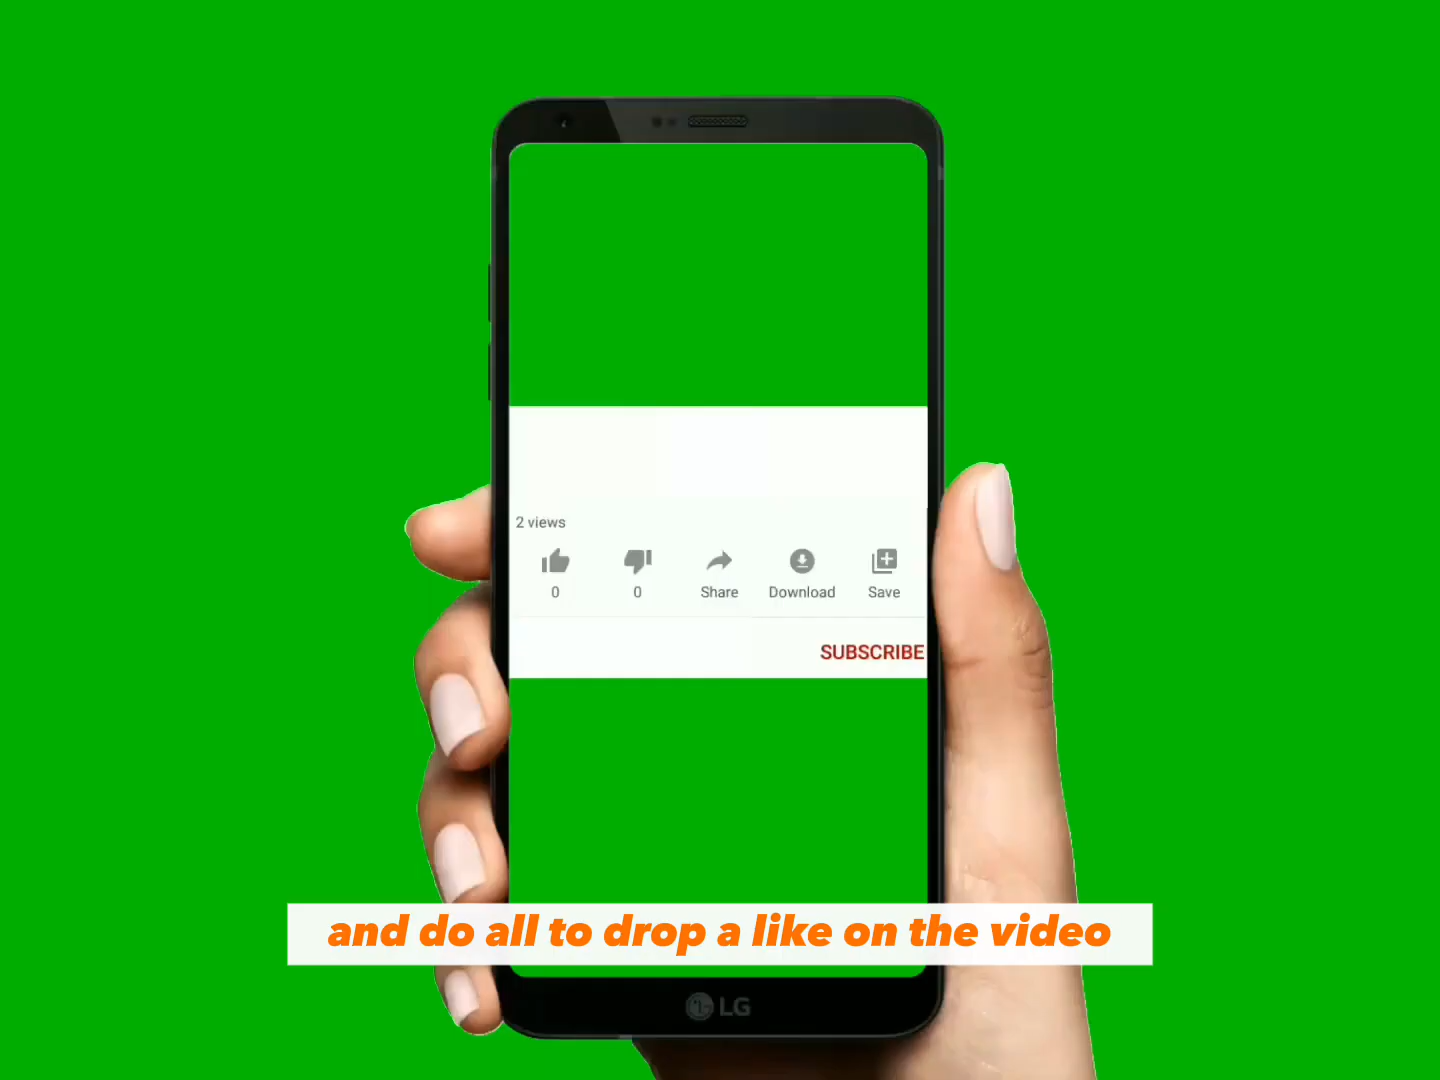 2 views
0
0
Share
Download
Save
SUBSCRIBE
and do all to drop a like on the video
LG